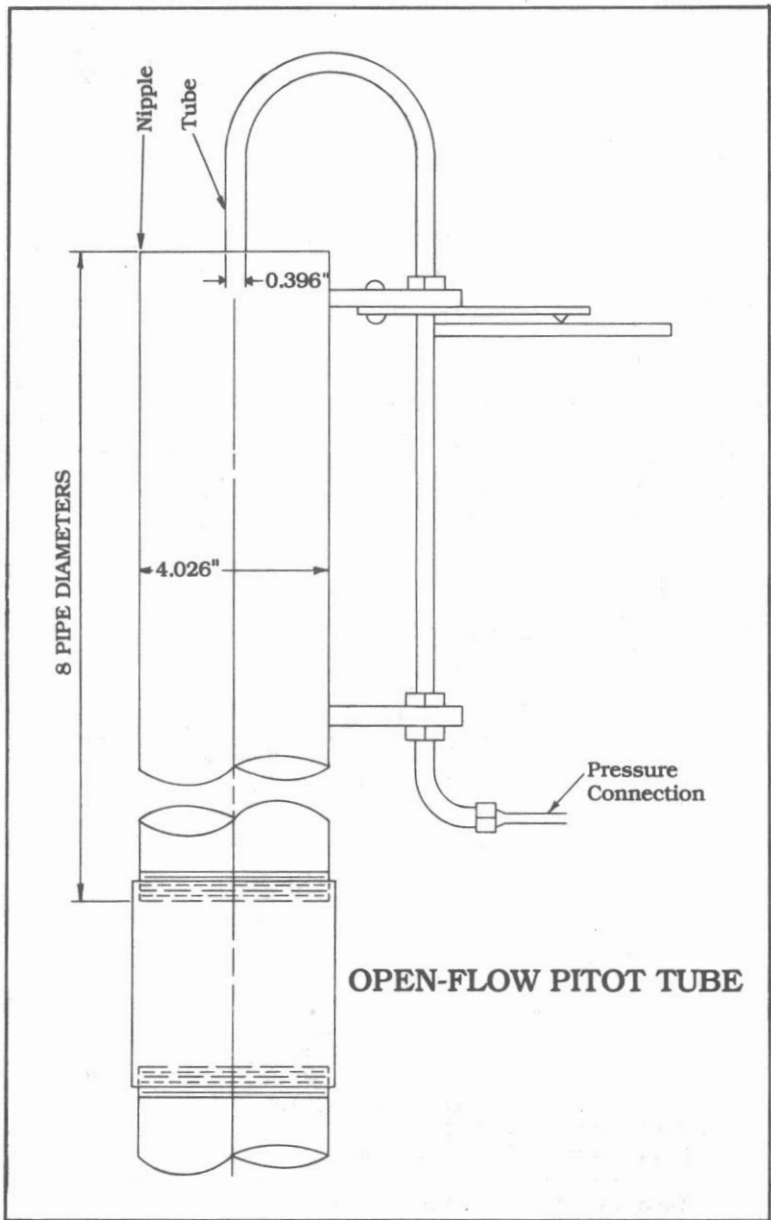 Nipple
Tube
0.396"
4.026"
8 PIPE DIAMETERS
Pressure
Connection
OPEN-FLOW PITOT TUBE